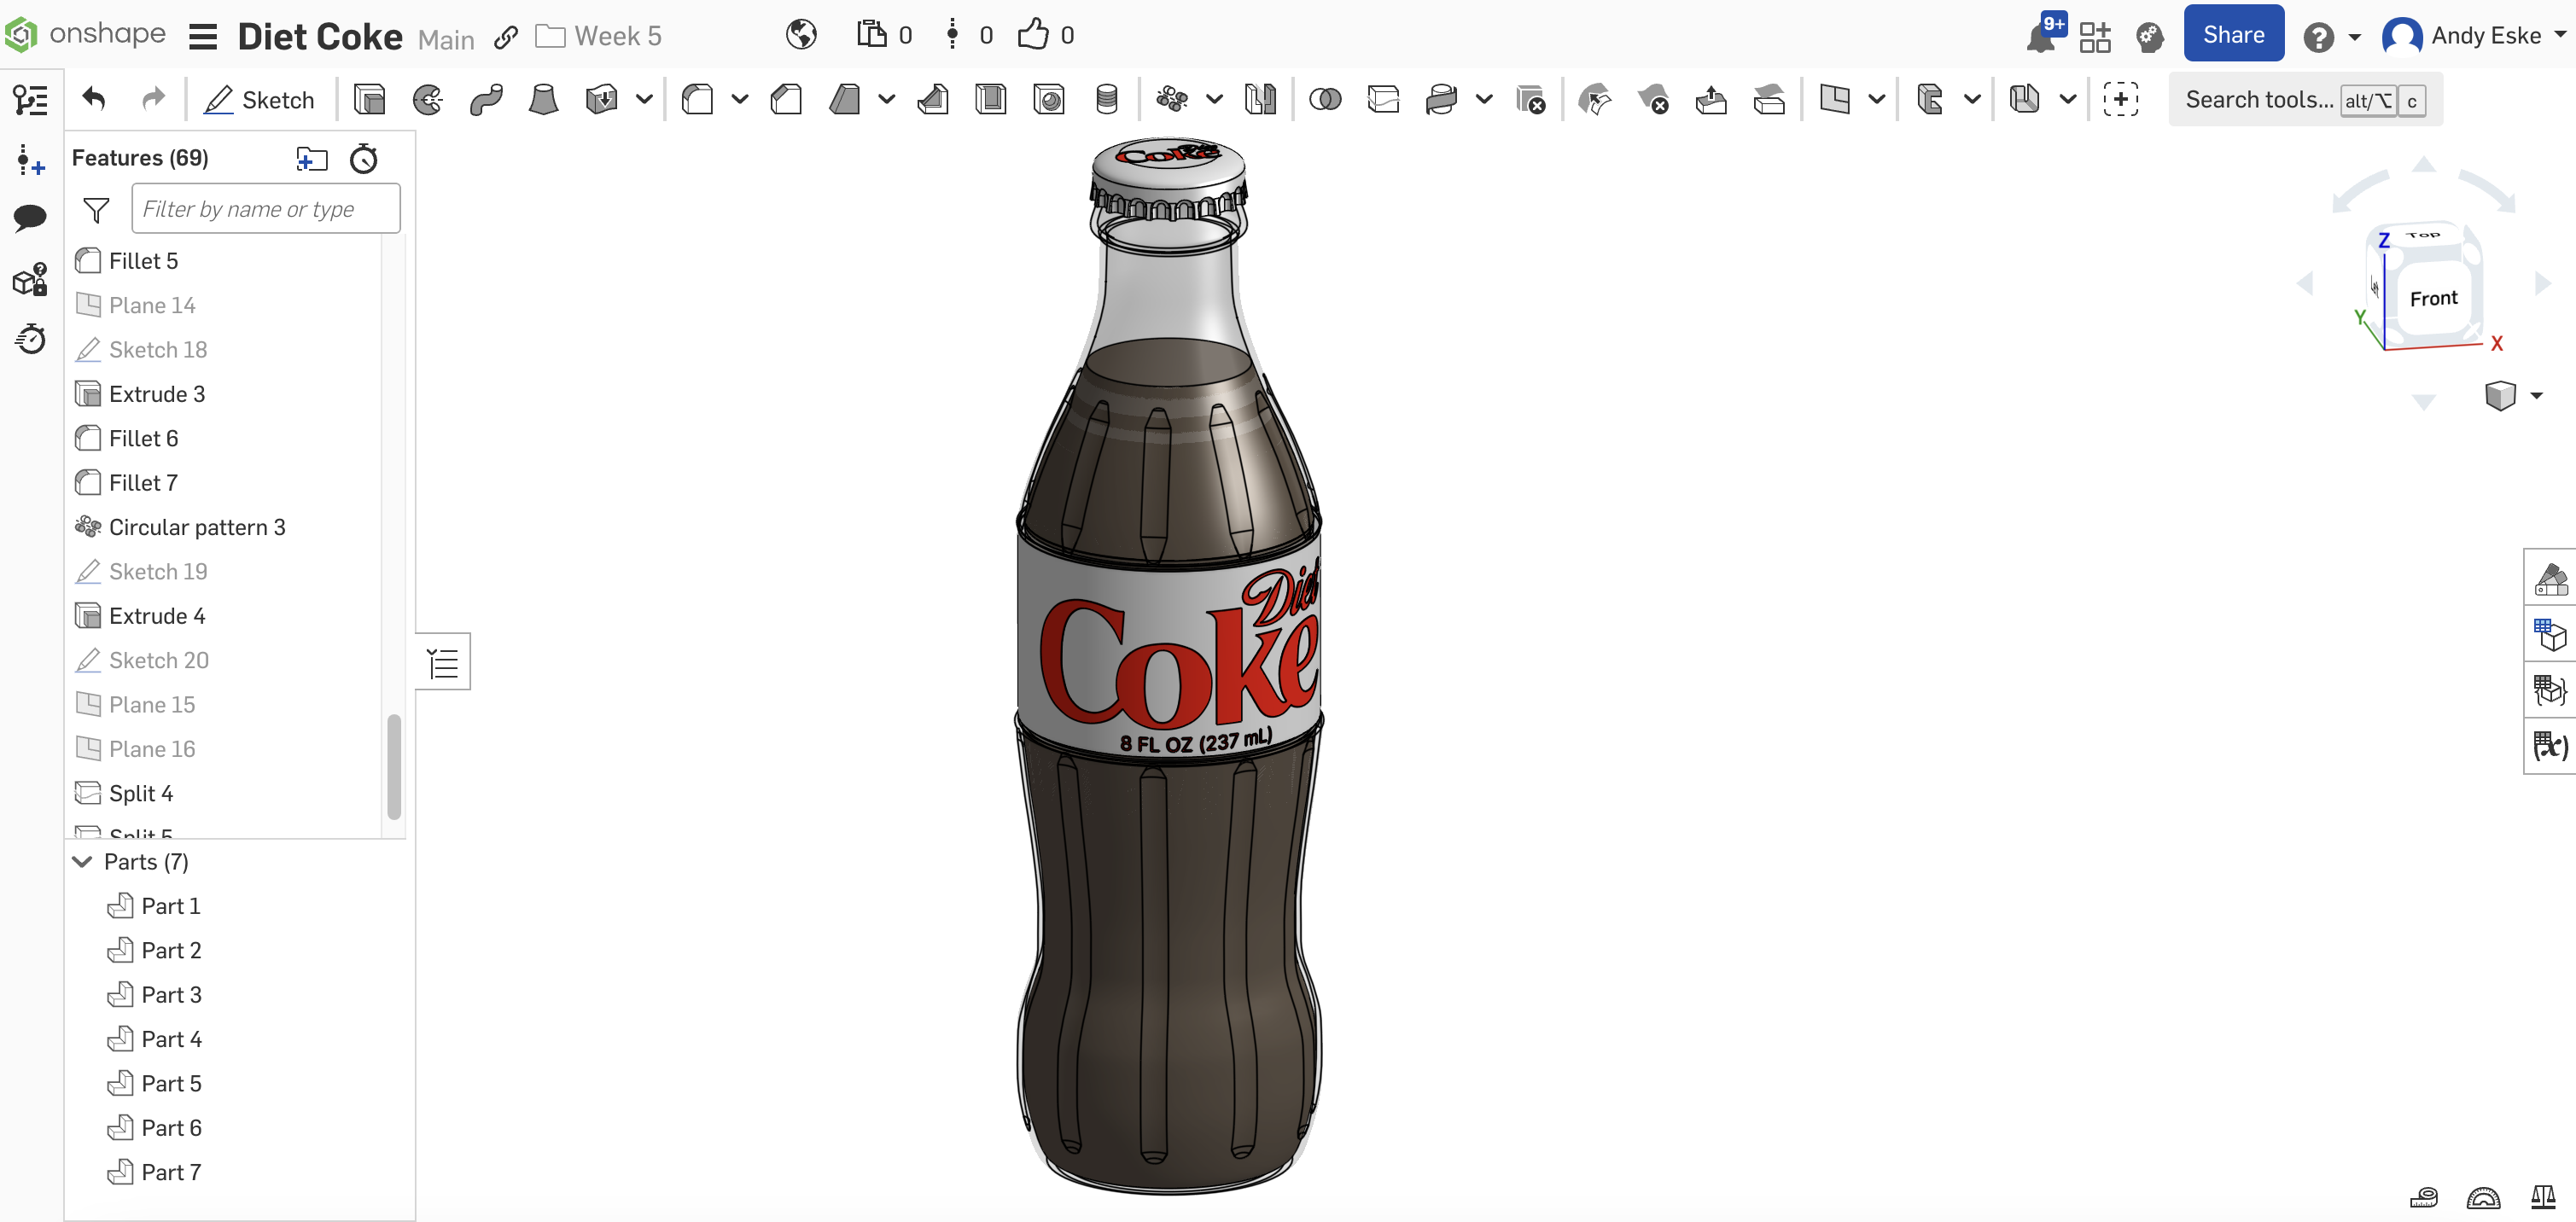 onshape
Diet Coke Main
Week 5
0
0
0
9+
Share
Andy Eske
Sketch
Search tools... alt/⌥ c
Features (69)
Filter by name or type
Fillet 5
Plane 14
Sketch 18
Extrude 3
Fillet 6
Fillet 7
Circular pattern 3
Sketch 19
Extrude 4
Sketch 20
Plane 15
Plane 16
Split 4
Split 5
Parts (7)
Part 1
Part 2
Part 3
Part 4
Part 5
Part 6
Part 7
Coke
Diet
Coke
8 FL OZ (237 mL)
Z
Top
Left
Front
Y
X
(x)